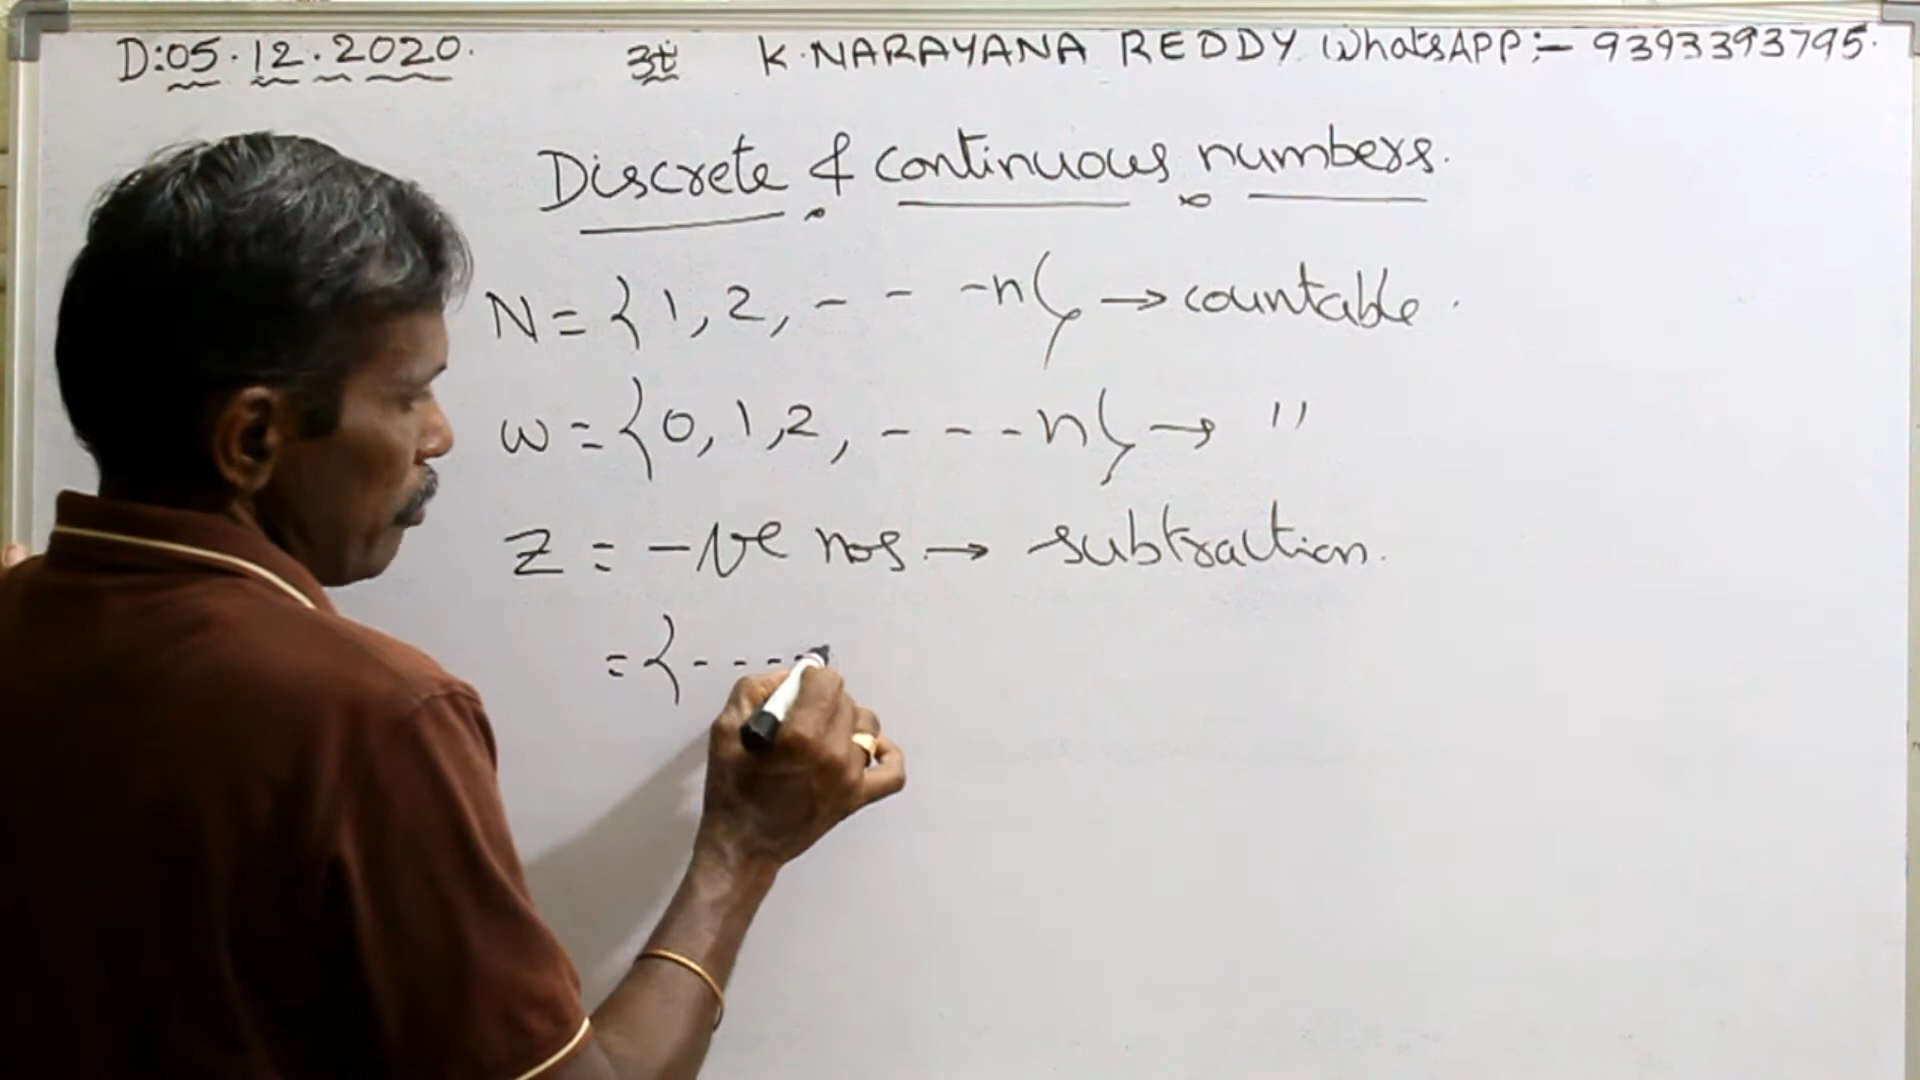 D:05.12.2020. K.NARAYANA REDDY WhatsAPP:- 9393393795.
Discrete & continuous numbers.
N = { 1, 2, - - - n } → countable.
W = { 0, 1, 2, - - - n } → "
Z = -ve nos → subtraction.
= { - - - -